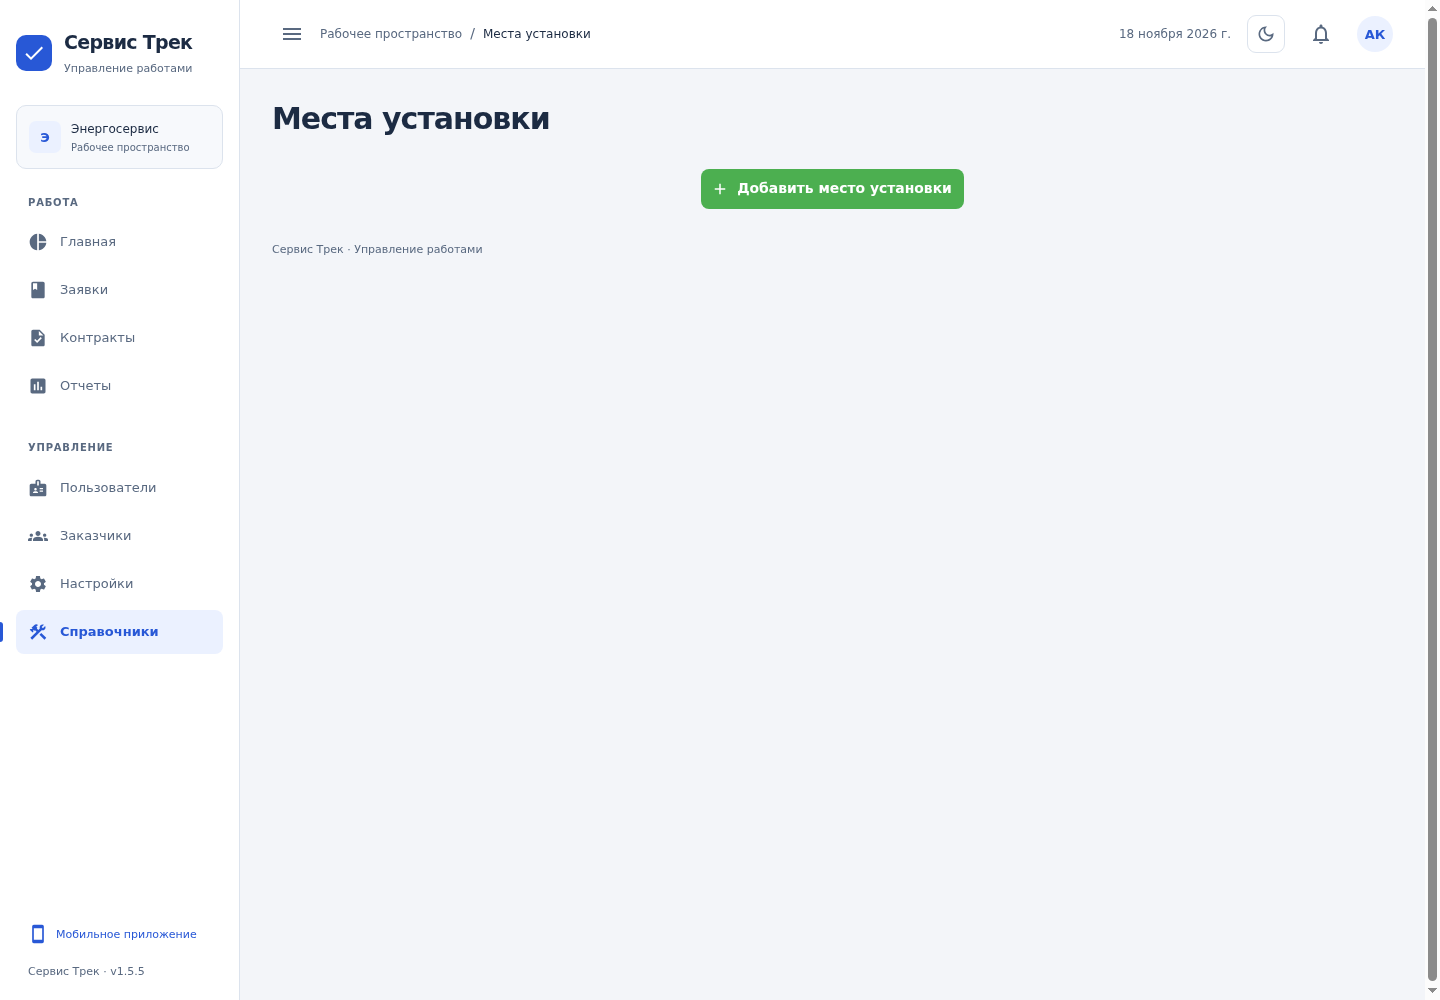 Сервис Трек
Управление работами
Э
Энергосервис
Рабочее пространство
РАБОТА
Главная
Заявки
Контракты
Отчеты
УПРАВЛЕНИЕ
Пользователи
Заказчики
Настройки
Справочники
Мобильное приложение
Сервис Трек · v1.5.5
Рабочее пространство / Места установки
18 ноября 2026 г.
АК
Места установки
+ Добавить место установки
Сервис Трек · Управление работами